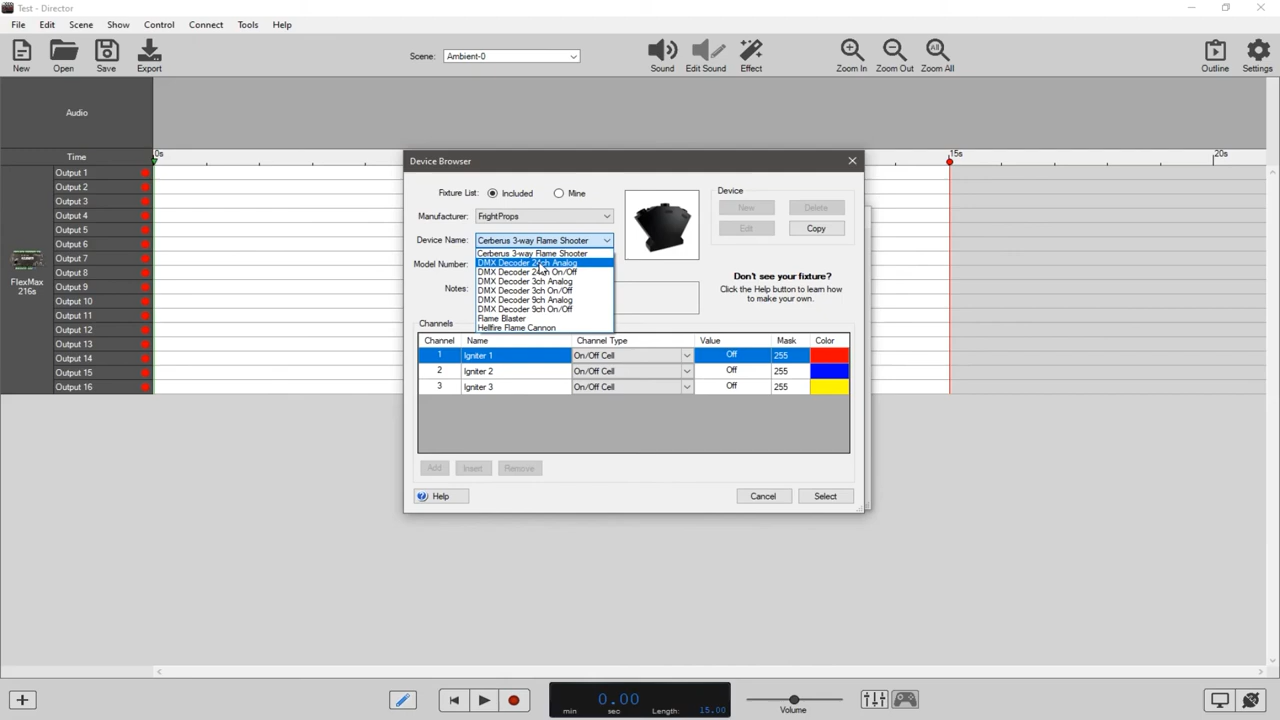 Test - Director
File Edit Scene Show Control Connect Tools Help
New Open Save Export Scene: Ambient-0 Sound Edit Sound Effect Zoom In Zoom Out All Zoom All Outline Settings
Audio
Time 0s 15s 20s
FlexMax
216s
Output 1
Output 2
Output 3
Output 4
Output 5
Output 6
Output 7
Output 8
Output 9
Output 10
Output 11
Output 12
Output 13
Output 14
Output 15
Output 16
Device Browser
Fixture List: Included Mine
Manufacturer: FrightProps
Device Name: Cerberus 3-way Flame Shooter
Cerberus 3-way Flame Shooter
DMX Decoder 24ch Analog
DMX Decoder 24ch On/Off
DMX Decoder 3ch Analog
DMX Decoder 3ch On/Off
DMX Decoder 9ch Analog
DMX Decoder 9ch On/Off
Flame Blaster
Hellfire Flame Cannon
Model Number:
Notes:
Device
New Delete
Edit Copy
Don't see your fixture?
Click the Help button to learn how
to make your own.
Channels
Channel Name Channel Type Value Mask Color
1 Igniter 1 On/Off Cell Off 255
2 Igniter 2 On/Off Cell Off 255
3 Igniter 3 On/Off Cell Off 255
Add Insert Remove
? Help Cancel Select
0.00
min sec Length: 15.00
Volume